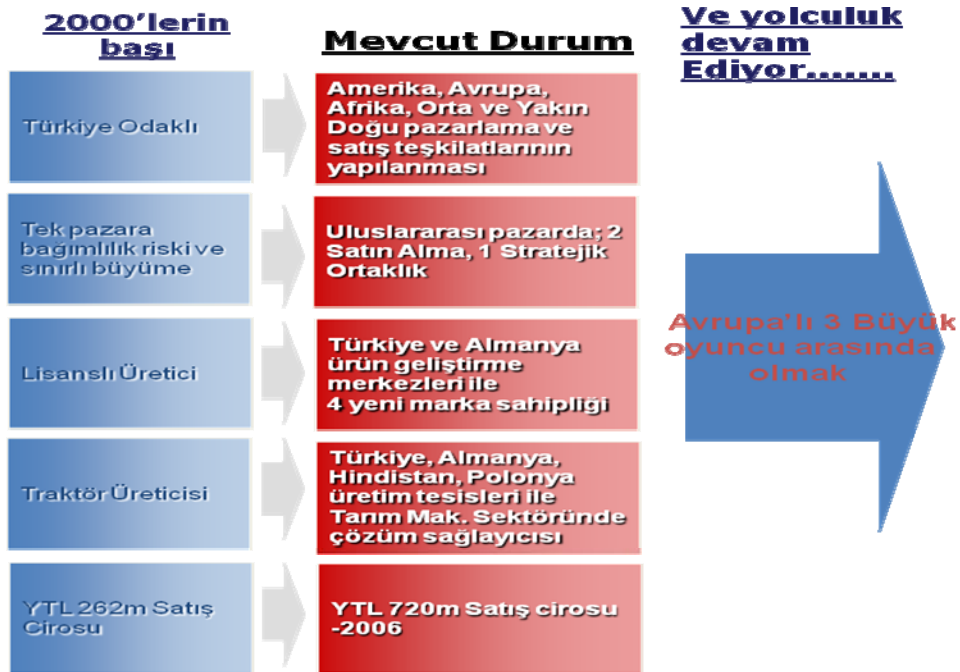 2000’lerin
başı
Mevcut Durum
Ve yolculuk
devam
Ediyor.......
Türkiye Odaklı
Amerika, Avrupa,
Afrika, Orta ve Yakın
Doğu pazarlama ve
satış teşkilatlarının
yapılanması
Tek pazara
bağımlılık riski ve
sınırlı büyüme
Uluslararası pazarda; 2
Satın Alma, 1 Stratejik
Ortaklık
Lisanslı Üretici
Türkiye ve Almanya
ürün geliştirme
merkezleri ile
4 yeni marka sahipliği
Traktör Üreticisi
Türkiye, Almanya,
Hindistan, Polonya
üretim tesisleri ile
Tarım Mak. Sektöründe
çözüm sağlayıcısı
YTL 262m Satış
Cirosu
YTL 720m Satış cirosu
-2006
Avrupa’lı 3 Büyük
oyuncu arasında
olmak